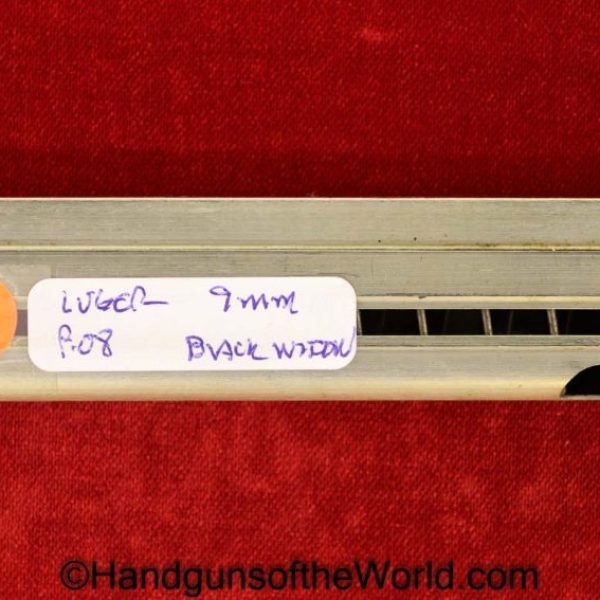 LUGER 9mm
P.08 BLACK WIDOW
©HandgunsoftheWorld.com